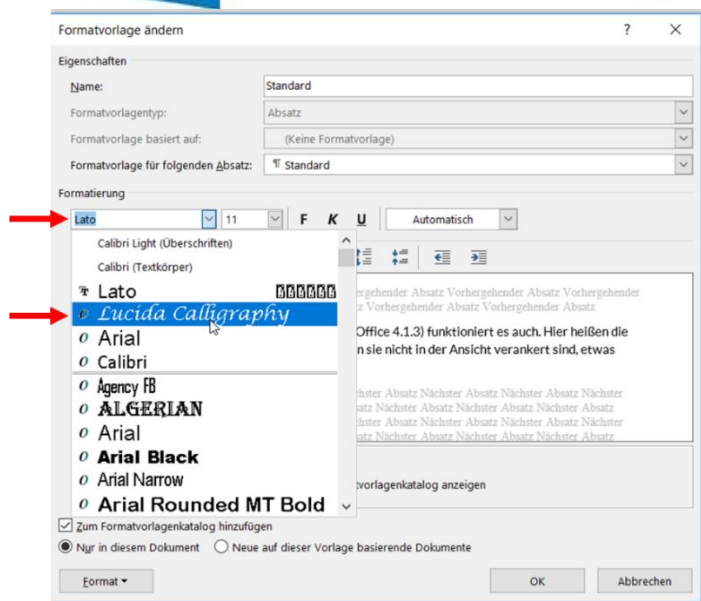 Formatvorlage ändern ?
Eigenschaften
Name: Standard
Formatvorlagentyp: Absatz
Formatvorlage basiert auf: (Keine Formatvorlage)
Formatvorlage für folgenden Absatz: ¶ Standard
Formatierung
Lato 11 F K U Automatisch
Calibri Light (Überschriften)
Calibri (Textkörper)
Lato
Lucida Calligraphy
Arial
Calibri
Agency FB
ALGERIAN
Arial
Arial Black
Arial Narrow
Arial Rounded MT Bold
ergehender Absatz Vorhergehender Absatz Vorhergehender
z Vorhergehender Absatz Vorhergehender Absatz
Office 4.1.3) funktioniert es auch. Hier heißen die
n sie nicht in der Ansicht verankert sind, etwas
hster Absatz Nächster Absatz Nächster Absatz Nächster
atz Nächster Absatz Nächster Absatz Nächster Absatz
hster Absatz Nächster Absatz Nächster Absatz Nächster
atz Nächster Absatz Nächster Absatz Nächster Absatz
tvorlagenkatalog anzeigen
Zum Formatvorlagenkatalog hinzufügen
Nur in diesem Dokument Neue auf dieser Vorlage basierende Dokumente
Format OK Abbrechen